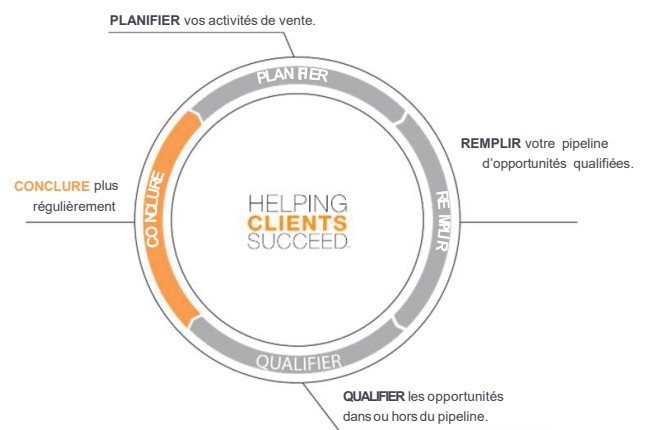 PLANIFIER vos activités de vente.
PLANIFIER
REMPLIR votre pipeline
d’opportunités qualifiées.
CONCLURE plus
régulièrement
CONCLURE
HELPING
CLIENTS
SUCCEED
REMPLIR
QUALIFIER
QUALIFIER les opportunités
dans ou hors du pipeline.